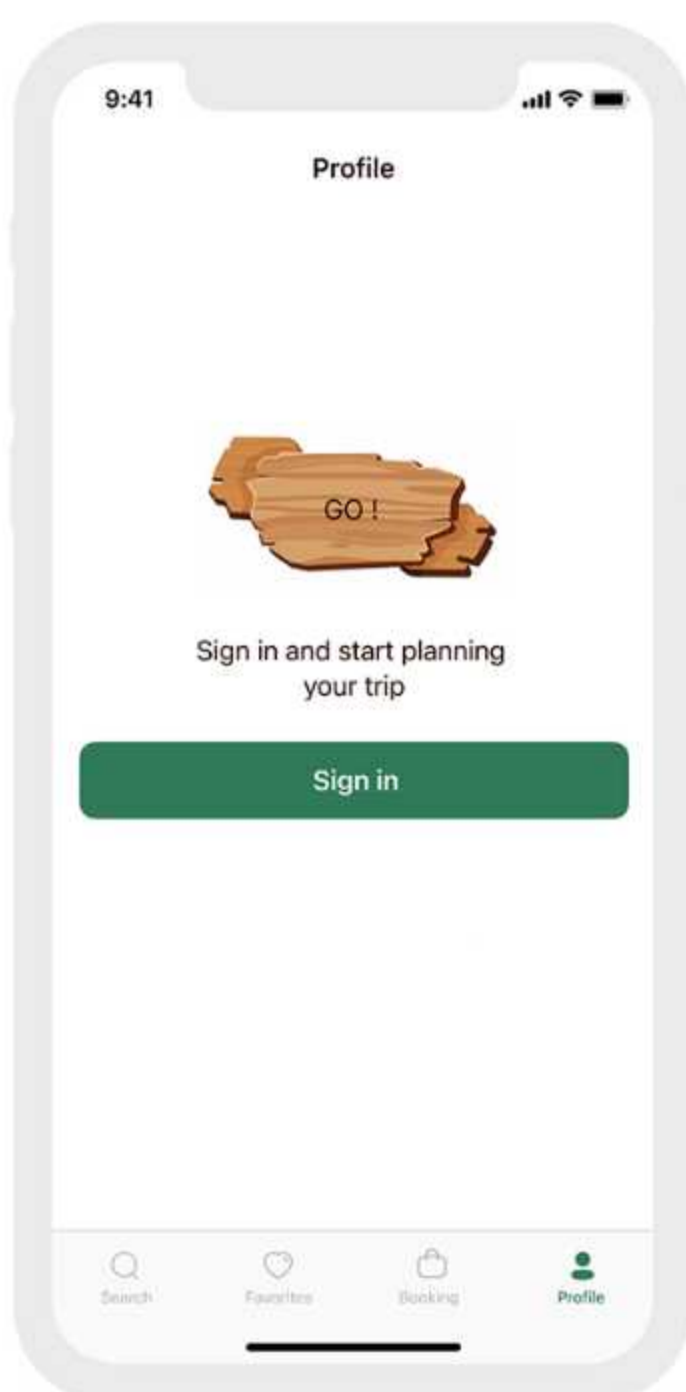 9:41
Profile
GO !
Sign in and start planning
your trip
Sign in
Search
Favorites
Booking
Profile